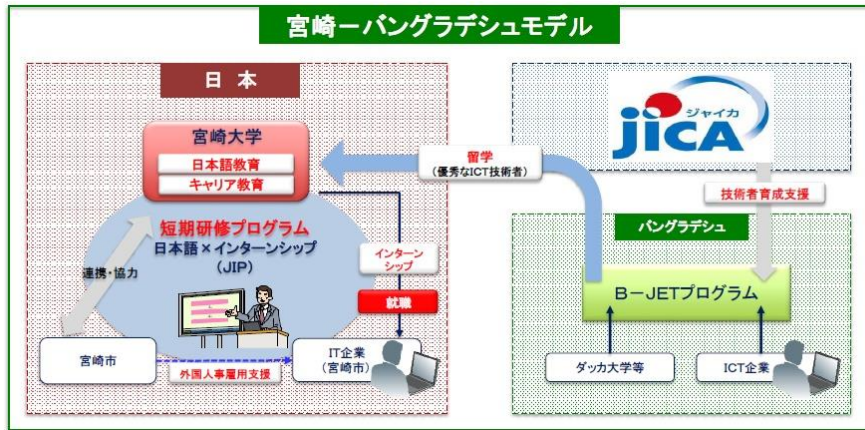 宮崎－バングラデシュモデル
日 本
宮崎大学
日本語教育
キャリア教育
短期研修プログラム
日本語×インターンシップ
（JIP）
連携・協力
インターン
シップ
就職
宮崎市
外国人事雇用支援
IT企業
（宮崎市）
留学
（優秀なICT技術者）
ジャイカ
JICA
技術者育成支援
バングラデシュ
B－JETプログラム
ダッカ大学等
ICT企業